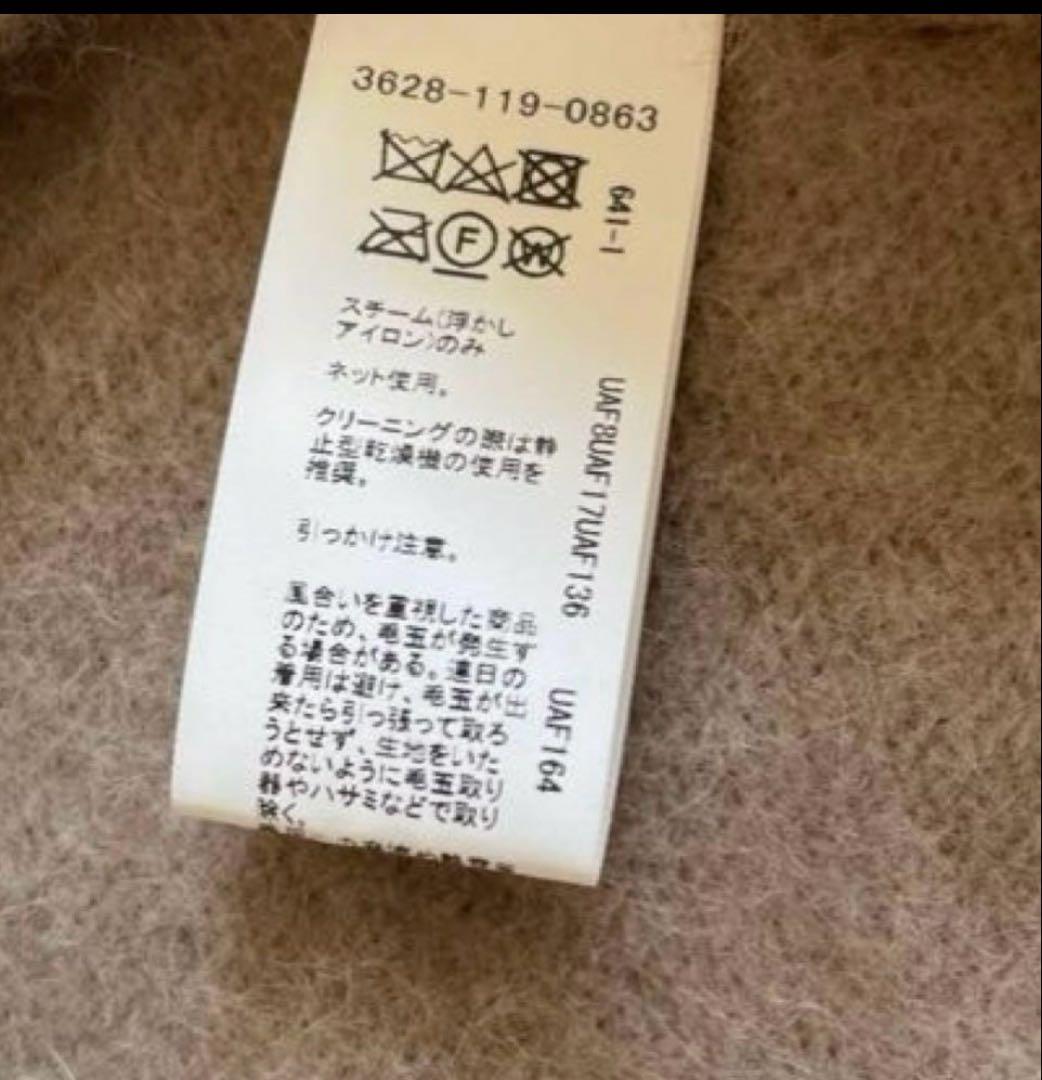 3628-119-0863
641-1
F
W
スチーム(浮かし
アイロン)のみ
ネット使用。
クリーニングの際は静
止型乾燥機の使用を
推奨。
引っかけ注意。
風合いを重視した商品
のため、毛玉が発生す
る場合がある。連日の
着用は避け、毛玉が出
来たら引っ張って取ろ
うとせず、生地をいた
めないように毛玉取り
器やハサミなどで取り
除く。
UAF8UAF17UAF136
UAF164